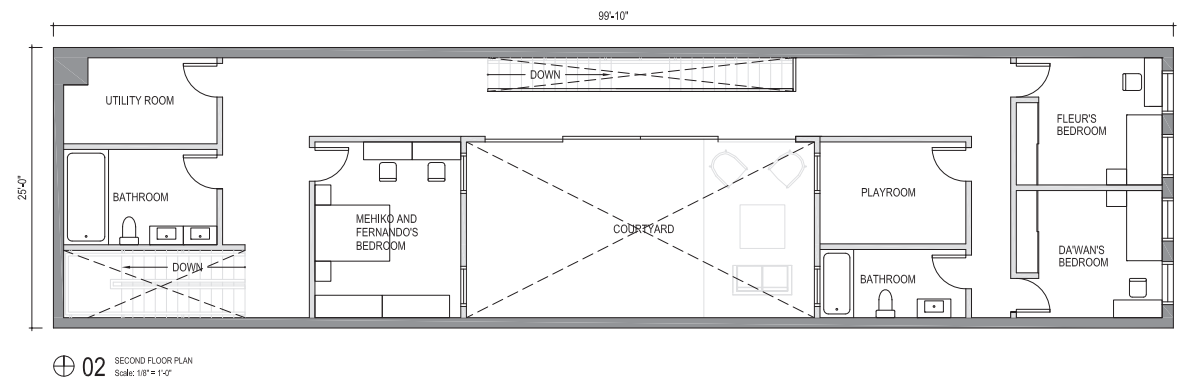 99'-10"
25'-0"
DOWN
UTILITY ROOM
FLEUR'S
BEDROOM
BATHROOM
PLAYROOM
MEHIKO AND
FERNANDO'S
BEDROOM
COURTYARD
DA'WAN'S
BEDROOM
DOWN
BATHROOM
02
SECOND FLOOR PLAN
Scale: 1/8" = 1'-0"